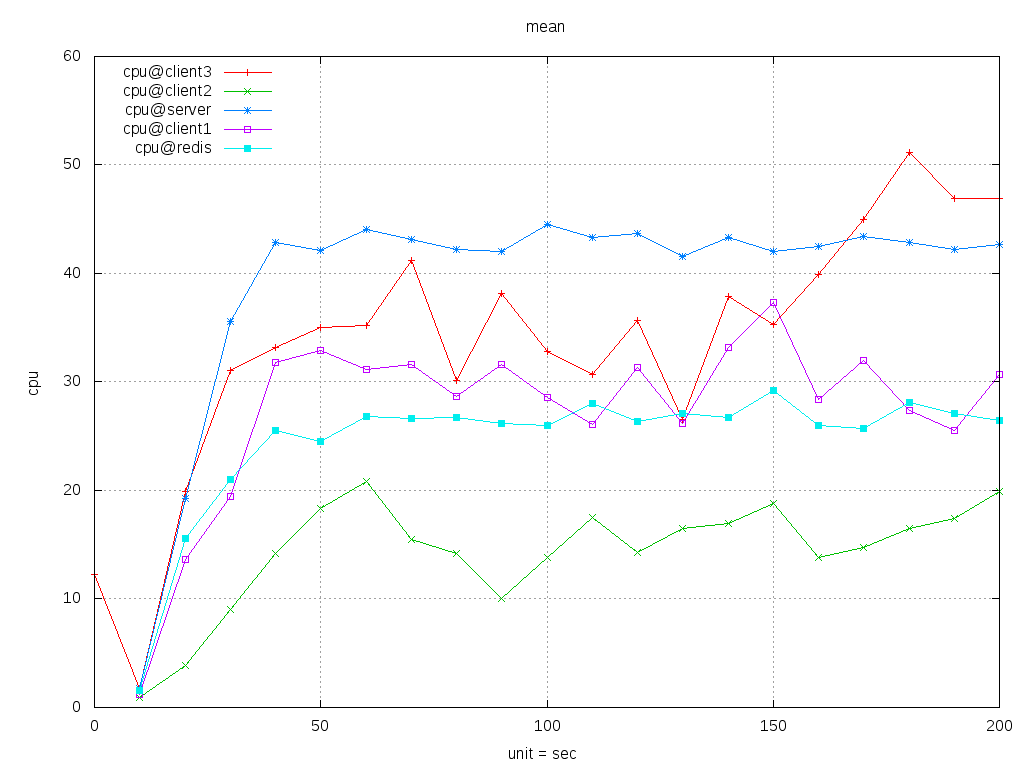 mean
cpu@client3
cpu@client2
cpu@server
cpu@client1
cpu@redis
60
50
40
30
20
10
0
cpu
0 50 100 150 200
unit = sec